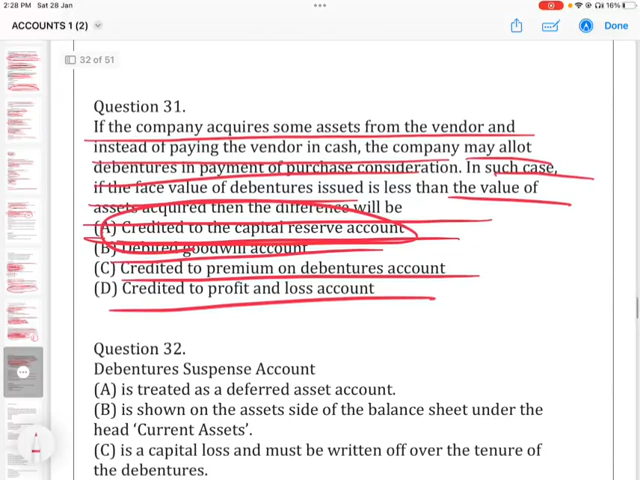 2:28 PM Sat 28 Jan
16%
ACCOUNTS 1 (2)
Done
32 of 51
Question 31.
If the company acquires some assets from the vendor and
instead of paying the vendor in cash, the company may allot
debentures in payment of purchase consideration. In such case,
if the face value of debentures issued is less than the value of
assets acquired then the difference will be
(A) Credited to the capital reserve account
(B) Debited goodwill account
(C) Credited to premium on debentures account
(D) Credited to profit and loss account
Question 32.
Debentures Suspense Account
(A) is treated as a deferred asset account.
(B) is shown on the assets side of the balance sheet under the
head ‘Current Assets’.
(C) is a capital loss and must be written off over the tenure of
the debentures.